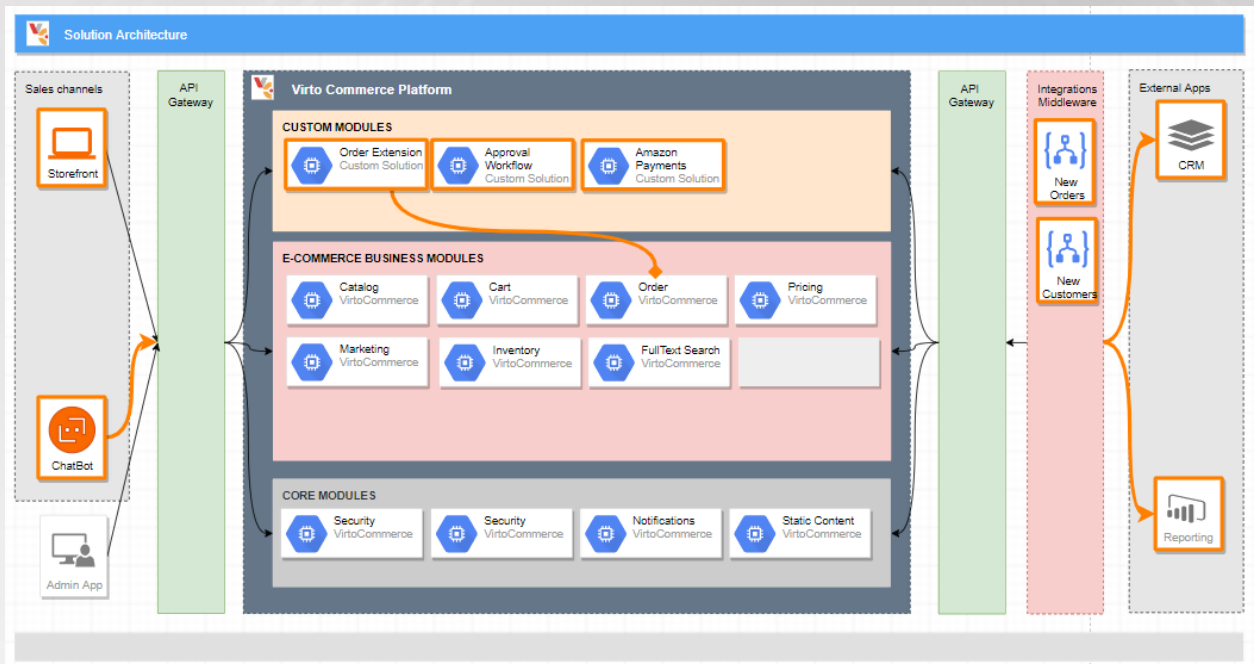 Solution Architecture
Sales channels
Storefront
ChatBot
Admin App
API
Gateway
Virto Commerce Platform
CUSTOM MODULES
Order Extension
Custom Solution
Approval
Workflow
Custom Solution
Amazon
Payments
Custom Solution
E-COMMERCE BUSINESS MODULES
Catalog
VirtoCommerce
Cart
VirtoCommerce
Order
VirtoCommerce
Pricing
VirtoCommerce
Marketing
VirtoCommerce
Inventory
VirtoCommerce
FullText Search
VirtoCommerce
CORE MODULES
Security
VirtoCommerce
Security
VirtoCommerce
Notifications
VirtoCommerce
Static Content
VirtoCommerce
API
Gateway
Integrations
Middleware
New
Orders
New
Customers
External Apps
CRM
Reporting